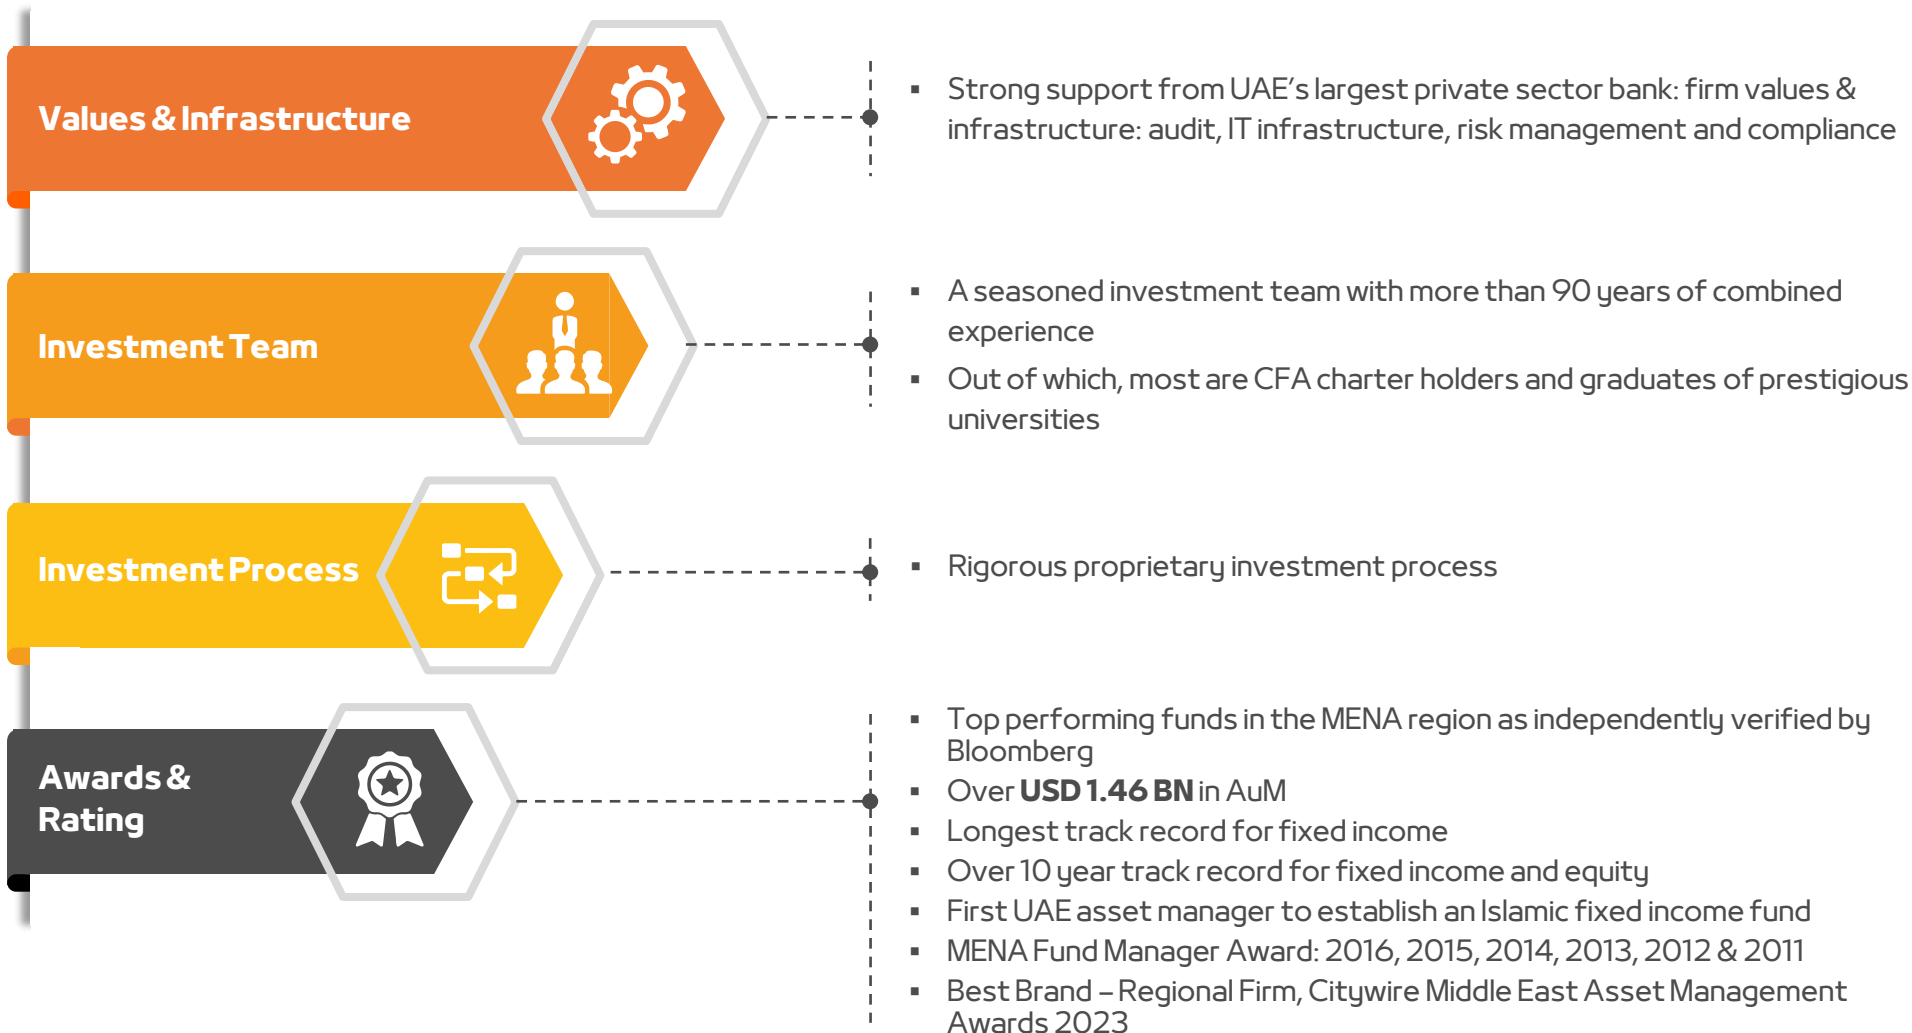 Values & Infrastructure
▪ Strong support from UAE’s largest private sector bank: firm values &
infrastructure: audit, IT infrastructure, risk management and compliance
Investment Team
▪ A seasoned investment team with more than 90 years of combined
experience
▪ Out of which, most are CFA charter holders and graduates of prestigious
universities
Investment Process
▪ Rigorous proprietary investment process
Awards &
Rating
▪ Top performing funds in the MENA region as independently verified by
Bloomberg
▪ Over USD 1.46 BN in AuM
▪ Longest track record for fixed income
▪ Over 10 year track record for fixed income and equity
▪ First UAE asset manager to establish an Islamic fixed income fund
▪ MENA Fund Manager Award: 2016, 2015, 2014, 2013, 2012 & 2011
▪ Best Brand – Regional Firm, Citywire Middle East Asset Management
Awards 2023